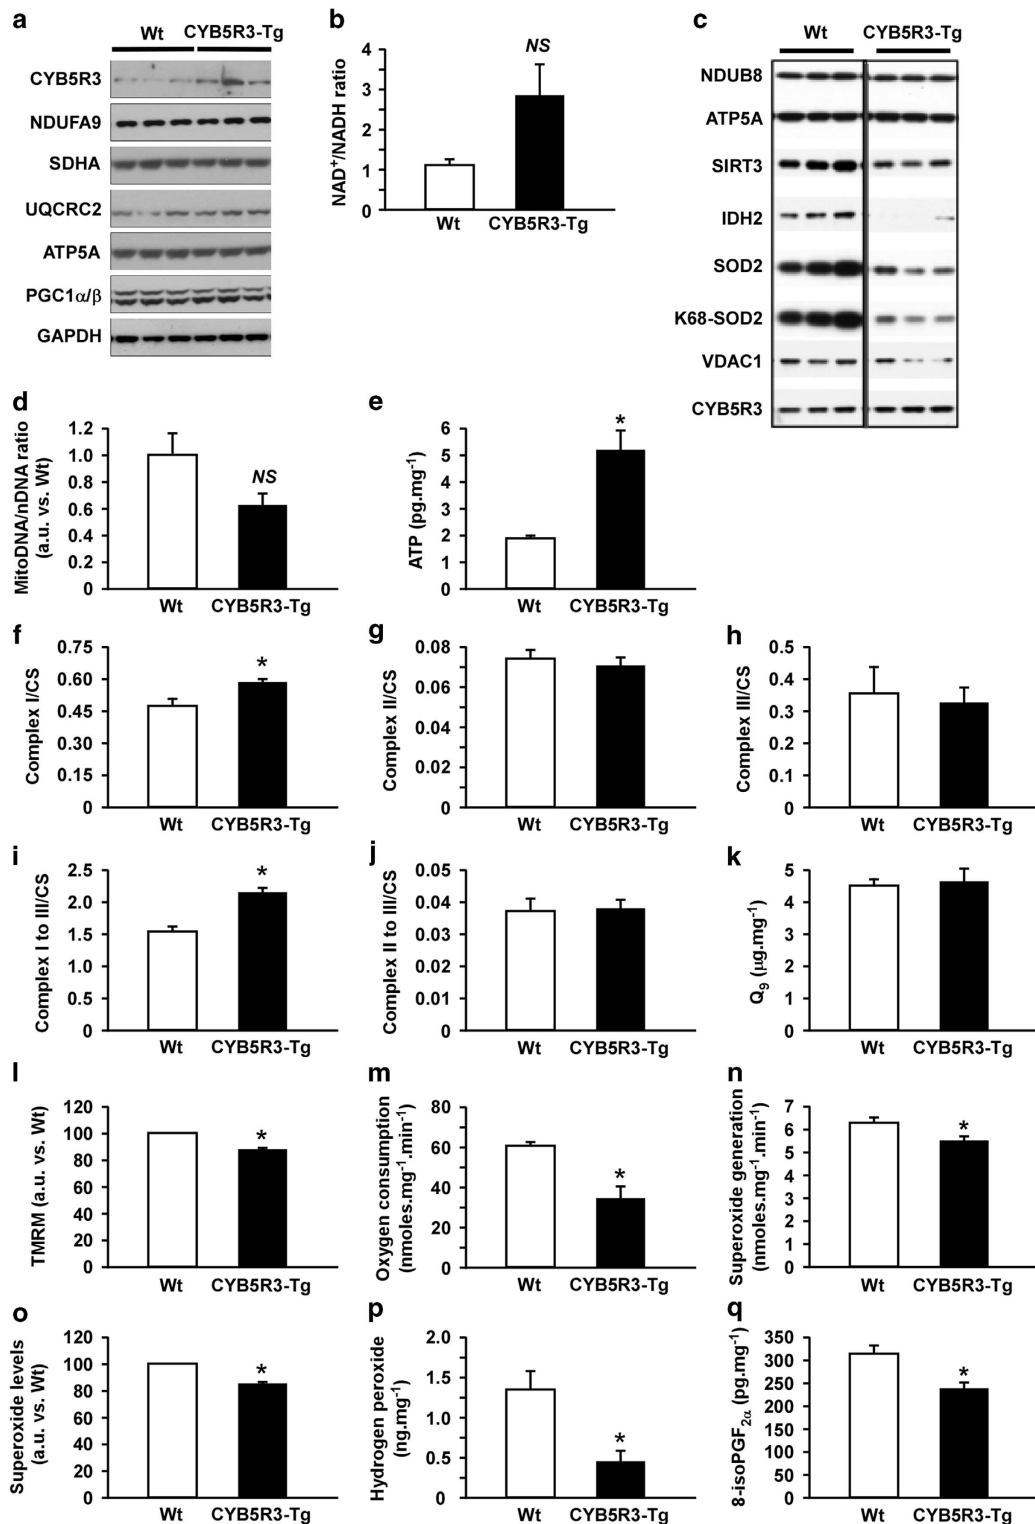 a
Wt CYB5R3-Tg
CYB5R3
NDUFA9
SDHA
UQCRC2
ATP5A
PGC1α/β
GAPDH
b
NAD⁺/NADH ratio
4
3
2
1
0
NS
Wt CYB5R3-Tg
c
Wt CYB5R3-Tg
NDUB8
ATP5A
SIRT3
IDH2
SOD2
K68-SOD2
VDAC1
CYB5R3
d
MitoDNA/nDNA ratio
(a.u. vs. Wt)
1.2
1.0
0.8
0.6
0.4
0.2
0
NS
Wt CYB5R3-Tg
e
ATP (pg.mg⁻¹)
6
5
4
3
2
1
0
*
Wt CYB5R3-Tg
f
Complex I/CS
0.75
0.60
0.45
0.30
0.15
0
*
Wt CYB5R3-Tg
g
Complex II/CS
0.08
0.06
0.04
0.02
0
Wt CYB5R3-Tg
h
Complex III/CS
0.5
0.4
0.3
0.2
0.1
0
Wt CYB5R3-Tg
i
Complex I to III/CS
2.5
2.0
1.5
1.0
0.5
0
*
Wt CYB5R3-Tg
j
Complex II to III/CS
0.05
0.04
0.03
0.02
0.01
0
Wt CYB5R3-Tg
k
Q₉ (μg.mg⁻¹)
5
4
3
2
1
0
Wt CYB5R3-Tg
l
TMRM (a.u. vs. Wt)
120
100
80
60
40
20
0
*
Wt CYB5R3-Tg
m
Oxygen consumption
(nmoles.mg⁻¹.min⁻¹)
80
60
40
20
0
*
Wt CYB5R3-Tg
n
Superoxide generation
(nmoles.mg⁻¹.min⁻¹)
7
6
5
4
3
2
1
0
*
Wt CYB5R3-Tg
o
Superoxide levels
(a.u. vs. Wt)
120
100
80
60
40
20
0
*
Wt CYB5R3-Tg
p
Hydrogen peroxide
(ng.mg⁻¹)
2.0
1.5
1.0
0.5
0
*
Wt CYB5R3-Tg
q
8-isoPGF₂α (pg.mg⁻¹)
350
300
250
200
150
100
50
0
*
Wt CYB5R3-Tg